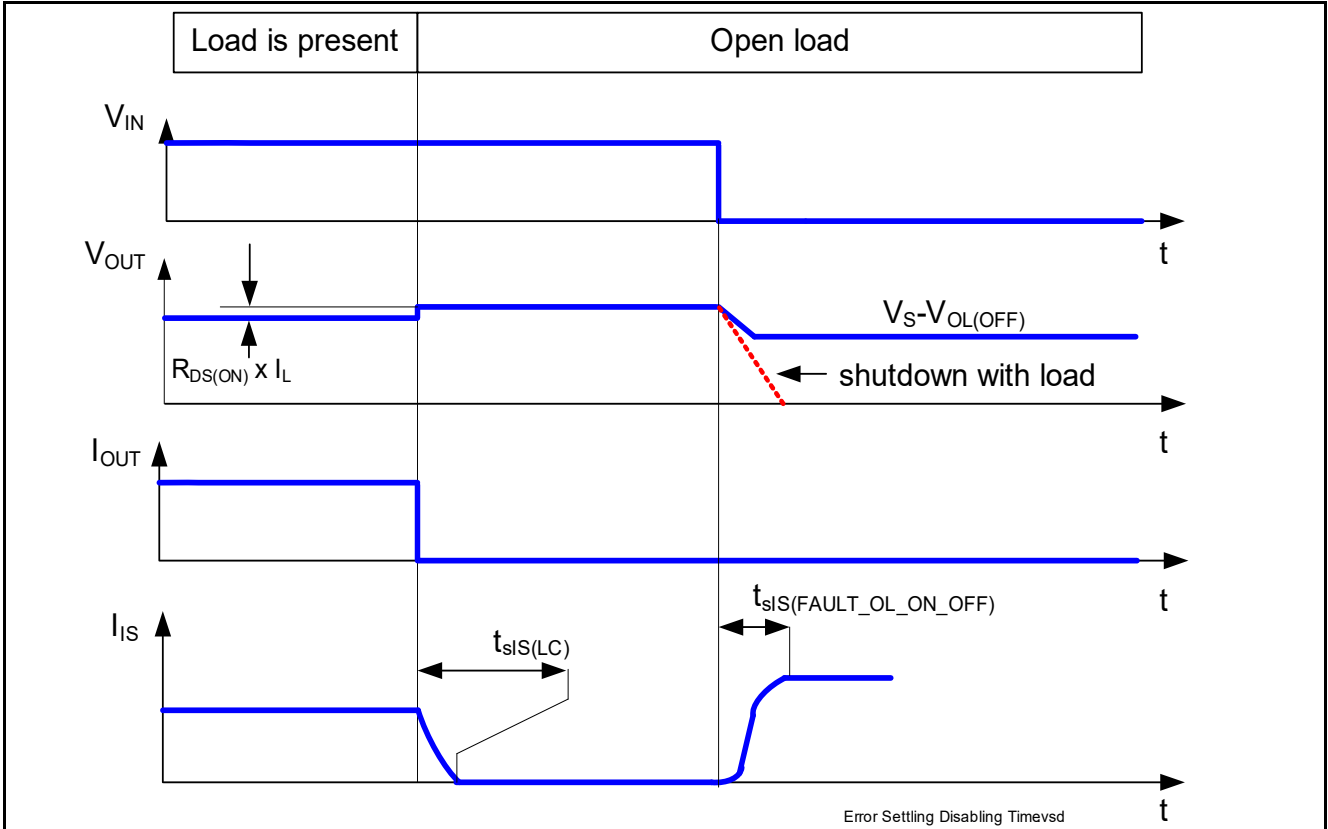 Load is present
Open load
V_IN
t
V_OUT
V_S-V_OL(OFF)
R_DS(ON) x I_L
shutdown with load
t
I_OUT
t
t_sIS(FAULT_OL_ON_OFF)
I_IS
t_sIS(LC)
t
Error Settling Disabling Timevsd